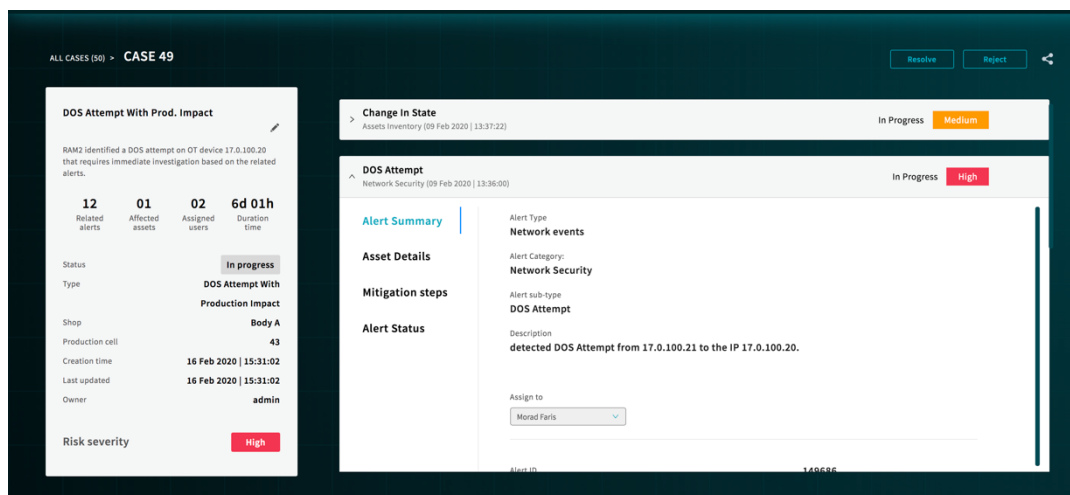 ALL CASES (50) > CASE 49
Resolve
Reject
DOS Attempt With Prod. Impact
RAM2 identified a DOS attempt on OT device 17.0.100.20
that requires immediate investigation based on the related
alerts.
12 01 02 6d 01h
Related Affected Assigned Duration
alerts assets users time
Status In progress
Type DOS Attempt With
Production Impact
Shop Body A
Production cell 43
Creation time 16 Feb 2020 | 15:31:02
Last updated 16 Feb 2020 | 15:31:02
Owner admin
Risk severity High
Change In State
Assets Inventory (09 Feb 2020 | 13:37:22)
In Progress Medium
DOS Attempt
Network Security (09 Feb 2020 | 13:36:00)
In Progress High
Alert Summary
Asset Details
Mitigation steps
Alert Status
Alert Type
Network events
Alert Category:
Network Security
Alert sub-type
DOS Attempt
Description
detected DOS Attempt from 17.0.100.21 to the IP 17.0.100.20.
Assign to
Morad Faris
Alert ID 149686